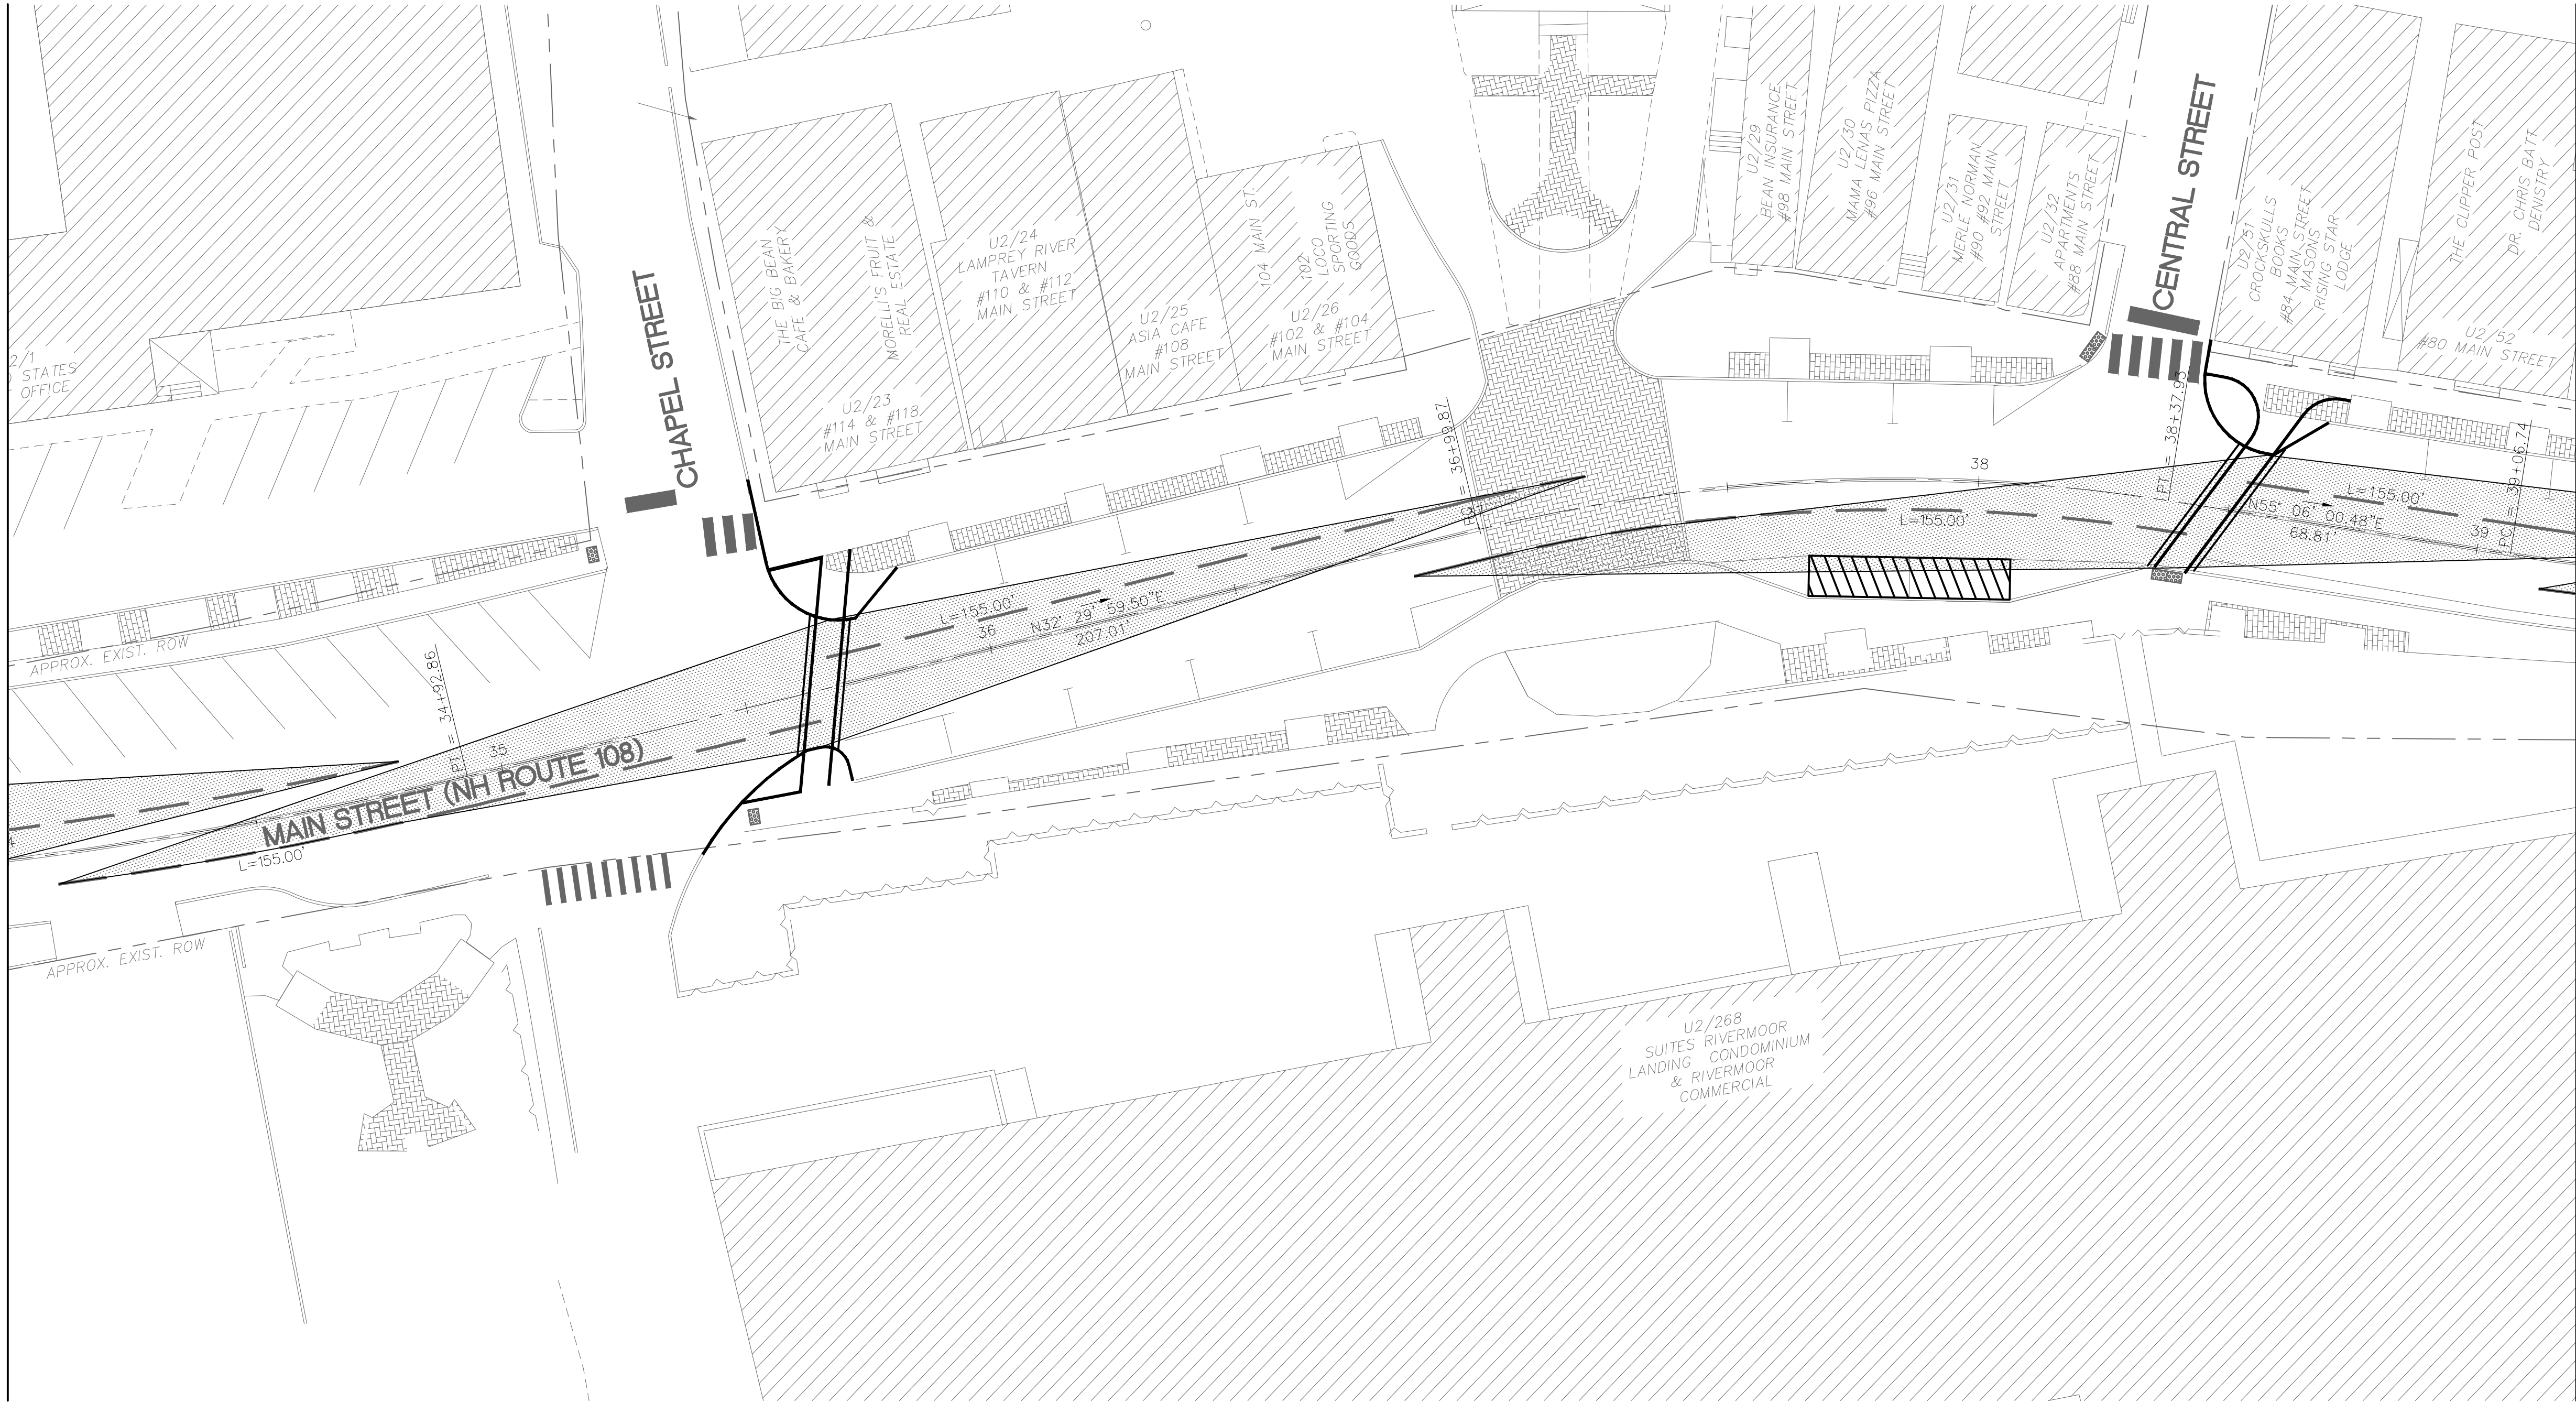 CHAPEL STREET
CENTRAL STREET
MAIN STREET (NH ROUTE 108)
STATES
OFFICE
THE BIG BEAN
CAFE & BAKERY
MORELLI'S FRUIT &
REAL ESTATE
U2/23
#114 & #118
MAIN STREET
U2/24
LAMPREY RIVER
TAVERN
#110 & #112
MAIN STREET
U2/25
ASIA CAFE
#108
MAIN STREET
104 MAIN ST.
102
LOCO
SPORTING
GOODS
U2/26
#102 & #104
MAIN STREET
U2/29
BEAN INSURANCE
#98 MAIN STREET
U2/30
MAMA LENAS PIZZA
#96 MAIN STREET
U2/31
MERLE NORMAN
#90 #92 MAIN
STREET
U2/32
APARTMENTS
#88 MAIN STREET
U2/51
CROCKSKULLS
BOOKS
#84 MAIN STREET
MASONS
RISING STAR
LODGE
THE CLIPPER POST
DR. CHRIS BATT
DENISTRY
U2/52
#80 MAIN STREET
APPROX. EXIST. ROW
PT = 34+92.86
35
L=155.00'
L=155.00'
36
N32° 29' 59.50"E
207.01'
36+99.87
L=155.00'
38
PT = 38+37.93
L=155.00'
N55° 06' 00.48"E
68.81'
39
PC = 39+06.74
APPROX. EXIST. ROW
U2/268
SUITES RIVERMOOR
LANDING CONDOMINIUM
& RIVERMOOR
COMMERCIAL